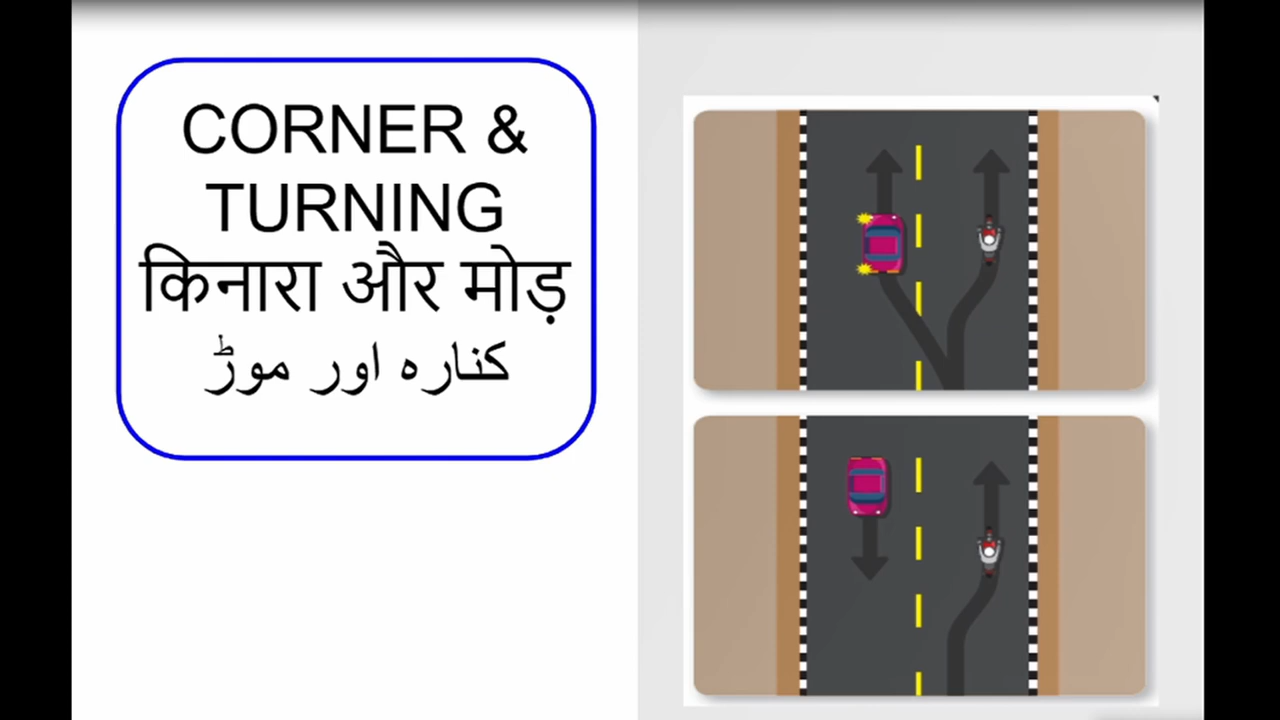 CORNER &
TURNING
किनारा और मोड़
کنارہ اور موڑ